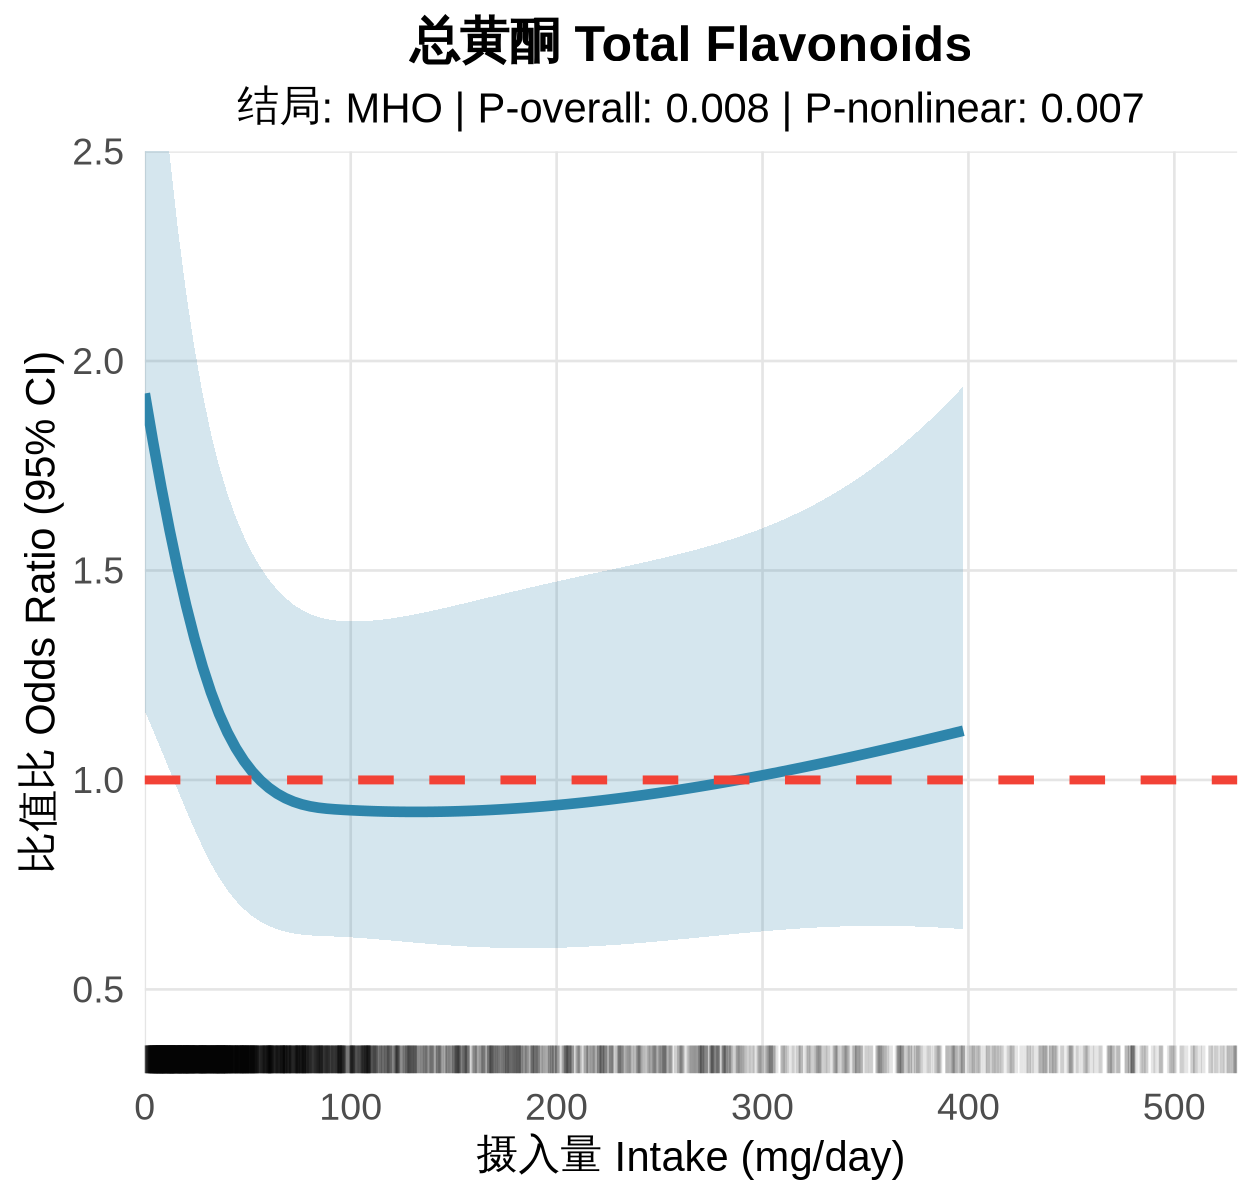 总黄酮 Total Flavonoids
结局: MHO | P-overall: 0.008 | P-nonlinear: 0.007
比值比 Odds Ratio (95% CI)
2.5
2.0
1.5
1.0
0.5
0 100 200 300 400 500
摄入量 Intake (mg/day)